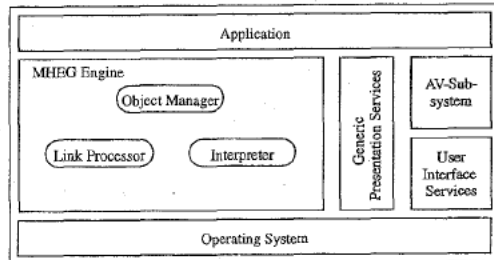 Application
MHEG Engine
Object Manager
Link Processor
Interpreter
Generic
Presentation Services
AV-Sub-
system
User
Interface
Services
Operating System